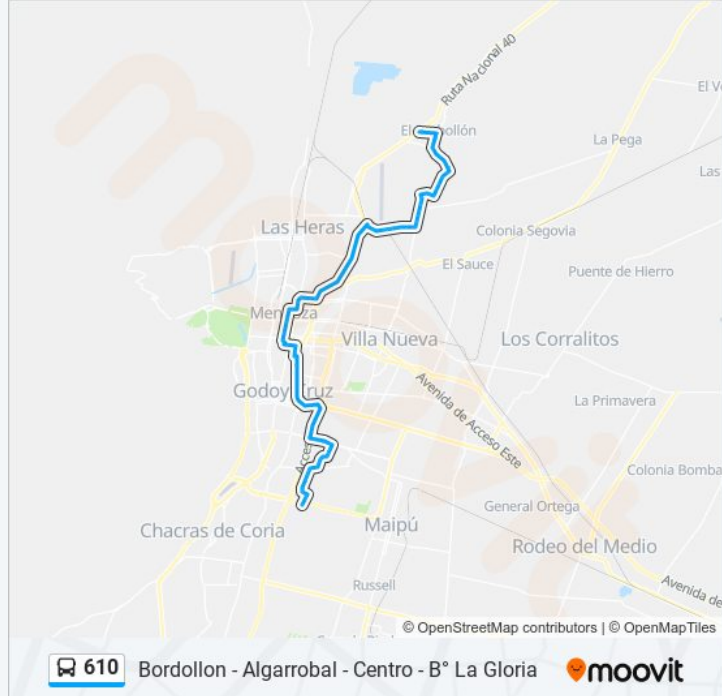 Ruta Nacional 40
El V
La Pega
Las
Las Heras
Colonia Segovia
El Sauce
Puente de Hierro
Villa Nueva
Los Corralitos
Godoy Cruz
Avenida de Acceso Este
La Primavera
Colonia Bomba
General Ortega
Chacras de Coria
Maipú
Rodeo del Medio
Russell
Avenida de
© OpenStreetMap contributors | © OpenMapTiles
610 Bordollon - Algarrobal - Centro - B° La Gloria moovit